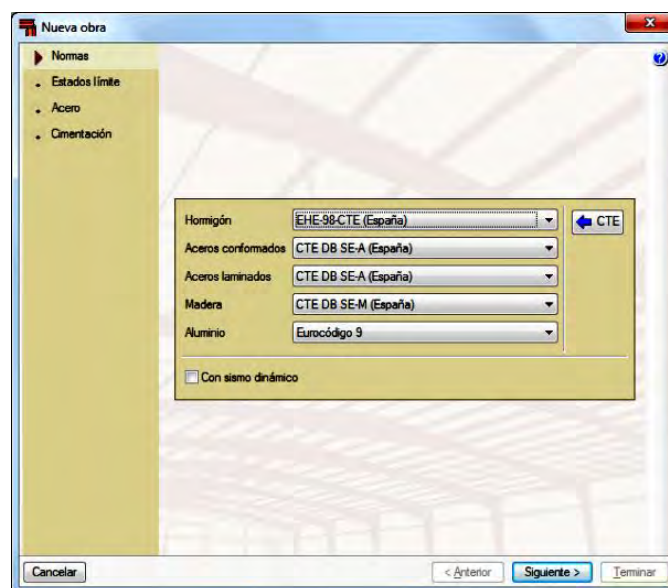 Nueva obra
Normas
Estados límite
Acero
Cimentación
Hormigón EHE-98-CTE (España) CTE
Aceros conformados CTE DB SE-A (España)
Aceros laminados CTE DB SE-A (España)
Madera CTE DB SE-M (España)
Aluminio Eurocódigo 9
Con sismo dinámico
Cancelar < Anterior Siguiente > Terminar